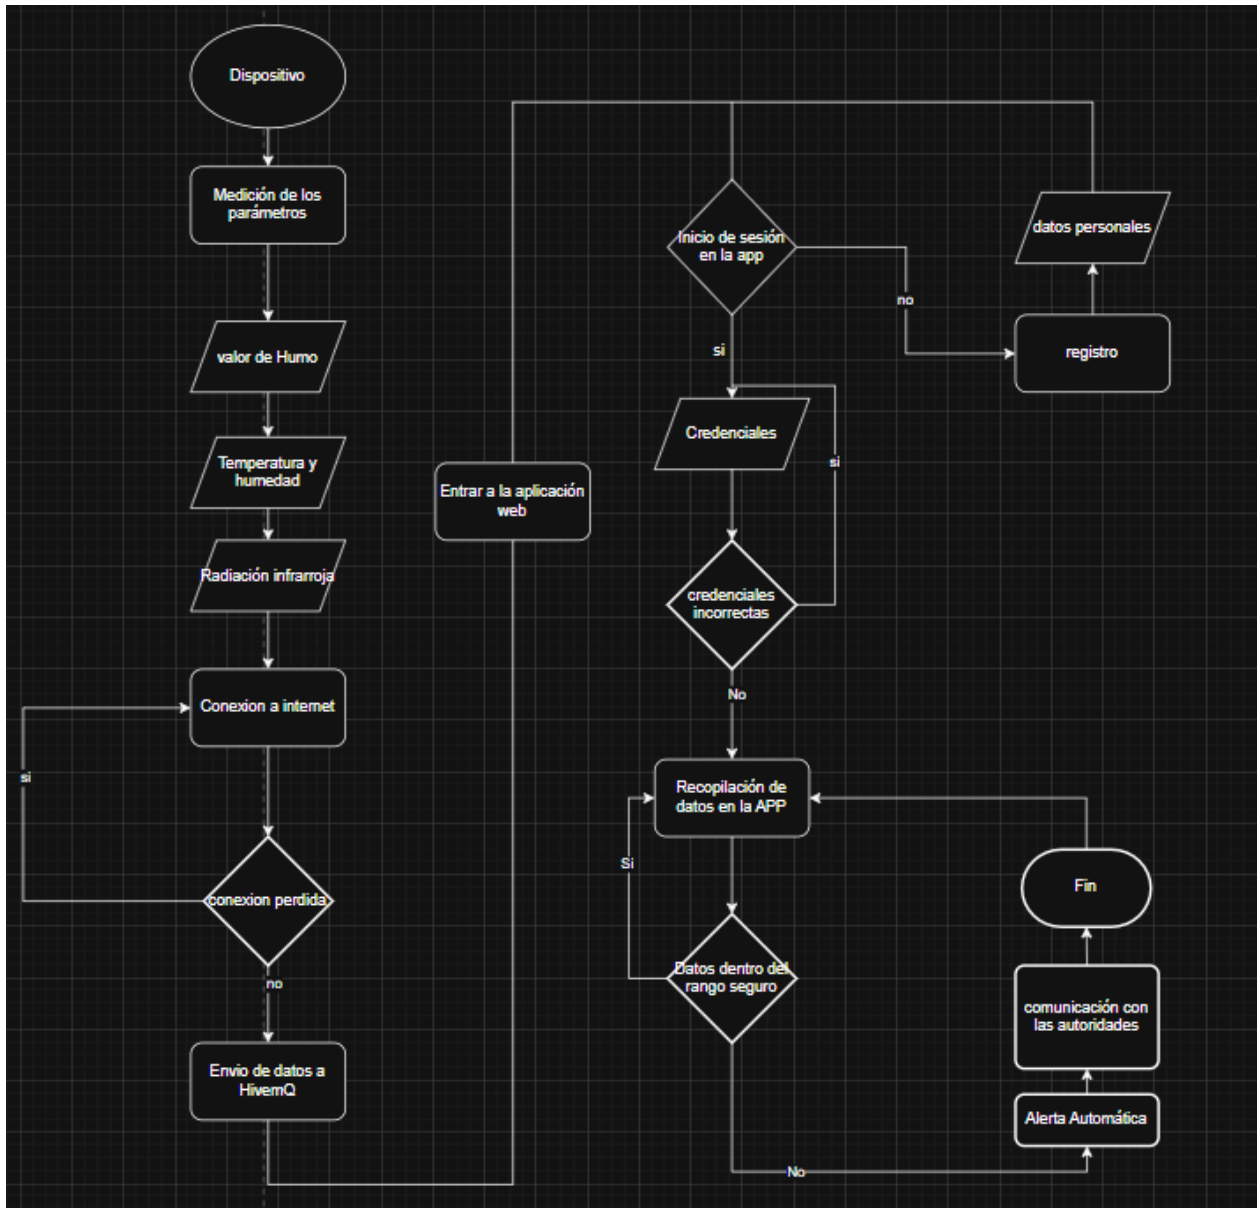 Dispositivo
Medición de los
parámetros
valor de Humo
Temperatura y
humedad
Radiación infrarroja
Conexion a internet
si
conexion perdida
no
Envio de datos a
HivemQ
Entrar a la aplicación
web
Inicio de sesión
en la app
no
si
datos personales
registro
Credenciales
si
credenciales
incorrectas
No
Recopilación de
datos en la APP
Si
Datos dentro del
rango seguro
No
Fin
comunicación con
las autoridades
Alerta Automática